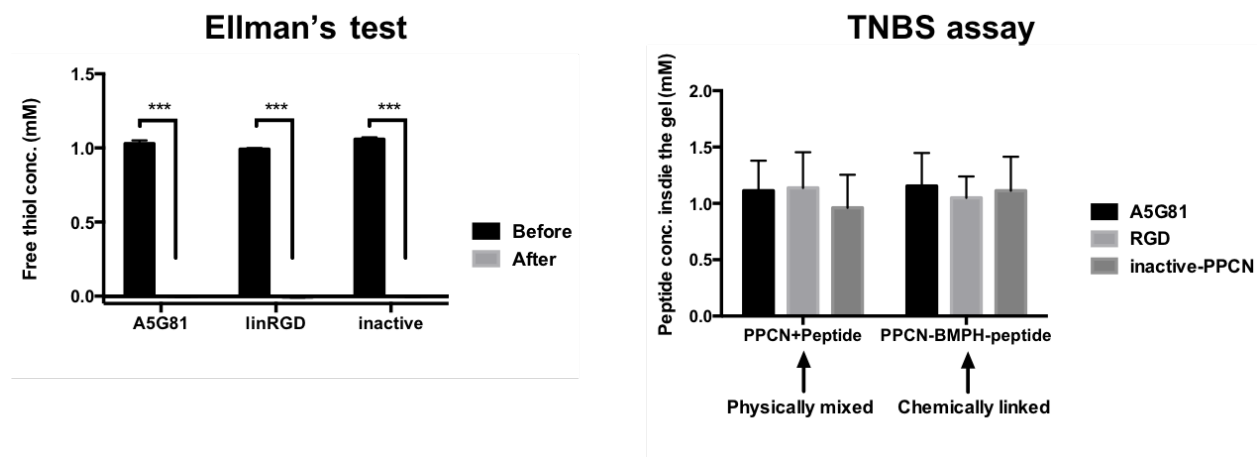 Ellman's test
Free thiol conc. (mM)
1.5
1.0
0.5
0.0
***
***
***
A5G81
linRGD
inactive
Before
After
TNBS assay
Peptide conc. insdie the gel (mM)
2.0
1.5
1.0
0.5
0.0
PPCN+Peptide
PPCN-BMPH-peptide
Physically mixed
Chemically linked
A5G81
RGD
inactive-PPCN